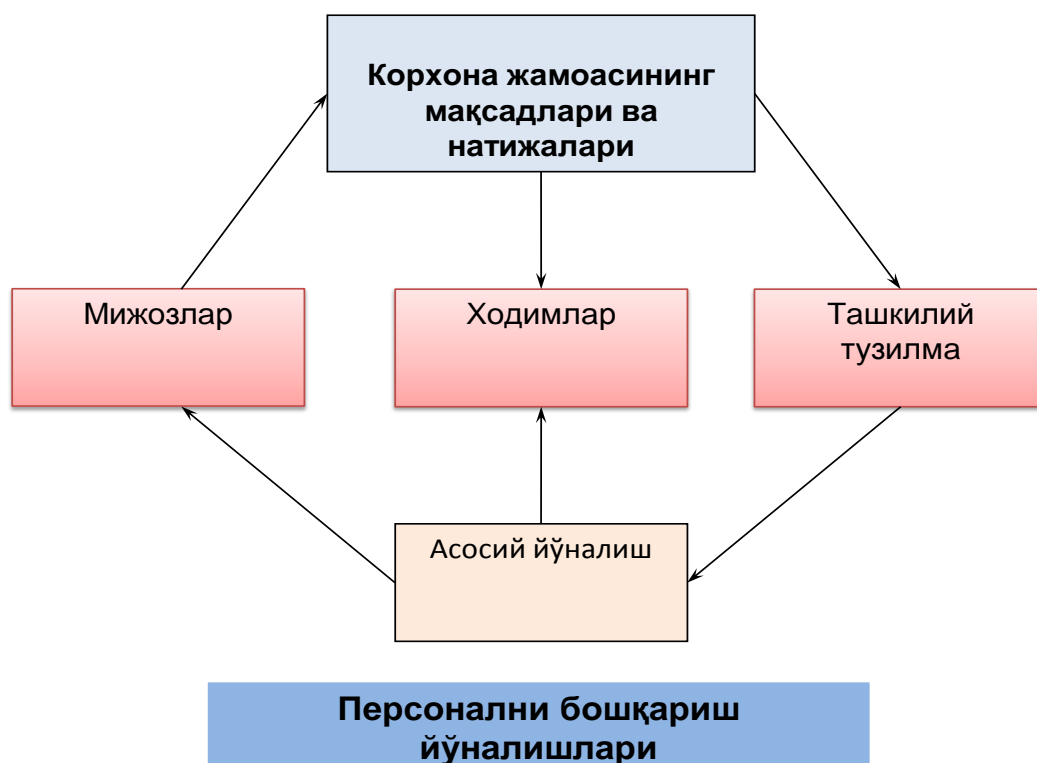 Корхона жамоасининг
мақсадлари ва
натижалари
Мижозлар
Ходимлар
Ташкилий
тузилма
Асосий йўналиш
Персонални бошқариш
йўналишлари